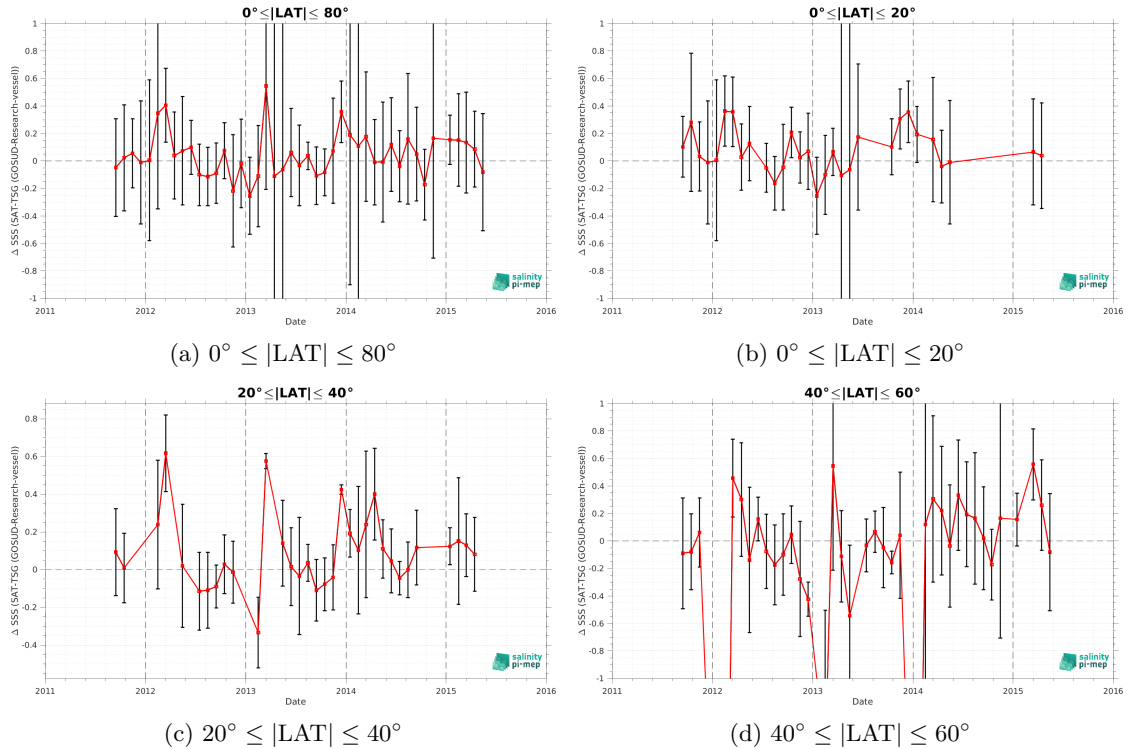 0°≤|LAT|≤ 80°
Δ SSS (SAT-TSG (GOSUD-Research-vessel))
1
0.8
0.6
0.4
0.2
0
-0.2
-0.4
-0.6
-0.8
-1
salinity
pi-mep
2011 2012 2013 2014 2015 2016
Date
(a) 0° ≤ |LAT| ≤ 80°
0°≤|LAT|≤ 20°
Δ SSS (SAT-TSG (GOSUD-Research-vessel))
1
0.8
0.6
0.4
0.2
0
-0.2
-0.4
-0.6
-0.8
-1
salinity
pi-mep
2011 2012 2013 2014 2015 2016
Date
(b) 0° ≤ |LAT| ≤ 20°
20°≤|LAT|≤ 40°
Δ SSS (SAT-TSG (GOSUD-Research-vessel))
0.8
0.6
0.4
0.2
0
-0.2
-0.4
salinity
pi-mep
2011 2012 2013 2014 2015 2016
Date
(c) 20° ≤ |LAT| ≤ 40°
40°≤|LAT|≤ 60°
Δ SSS (SAT-TSG (GOSUD-Research-vessel))
1
0.8
0.6
0.4
0.2
0
-0.2
-0.4
-0.6
-0.8
-1
salinity
pi-mep
2011 2012 2013 2014 2015 2016
Date
(d) 40° ≤ |LAT| ≤ 60°